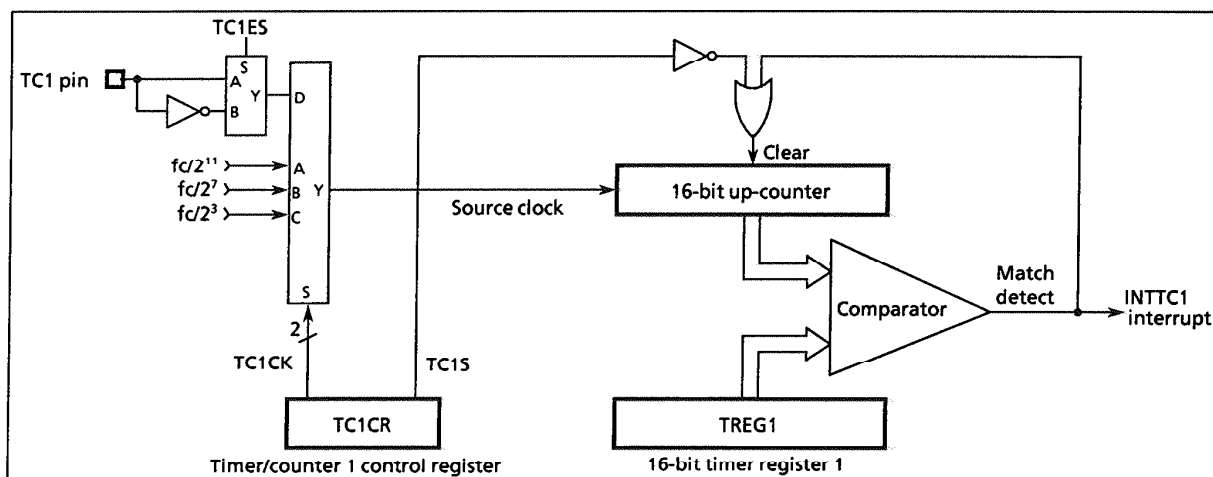 TC1ES
TC1 pin
S
A
B
Y
D
fc/2¹¹
fc/2⁷
fc/2³
A
B
C
Y
S
2
TC1CK
TC1S
TC1CR
Timer/counter 1 control register
Source clock
Clear
16-bit up-counter
Comparator
Match
detect
INTTC1
interrupt
TREG1
16-bit timer register 1